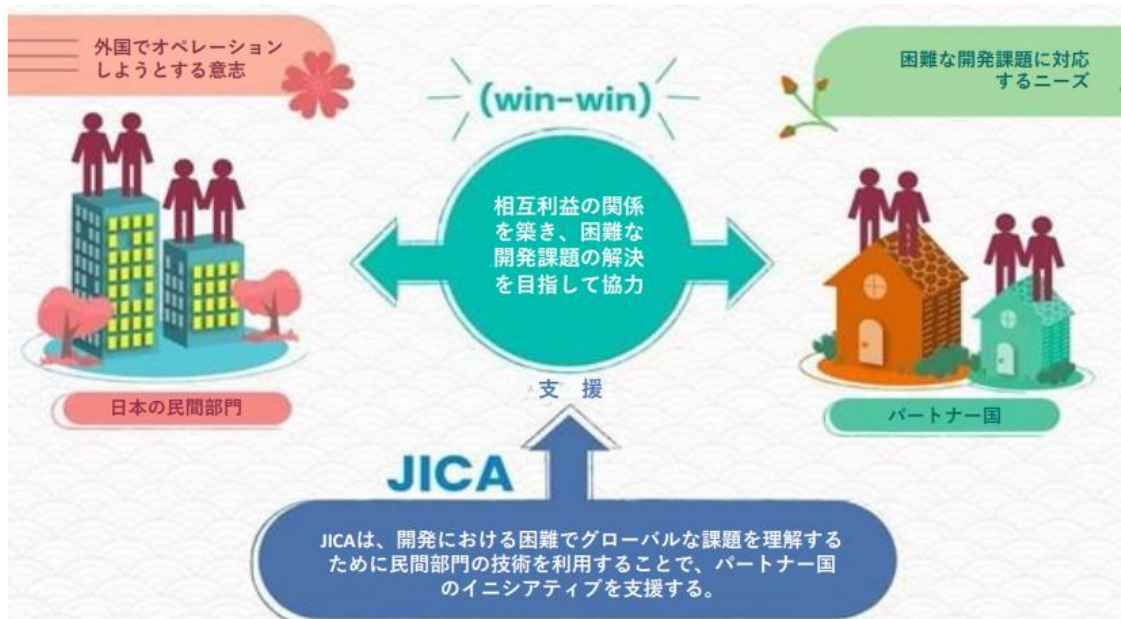 外国でオペレーション
しようとする意志
(win-win)
困難な開発課題に対応
するニーズ
相互利益の関係
を築き、困難な
開発課題の解決
を目指して協力
日本の民間部門
支 援
パートナー国
JICA
JICAは、開発における困難でグローバルな課題を理解する
ために民間部門の技術を利用することで、パートナー国
のイニシアティブを支援する。